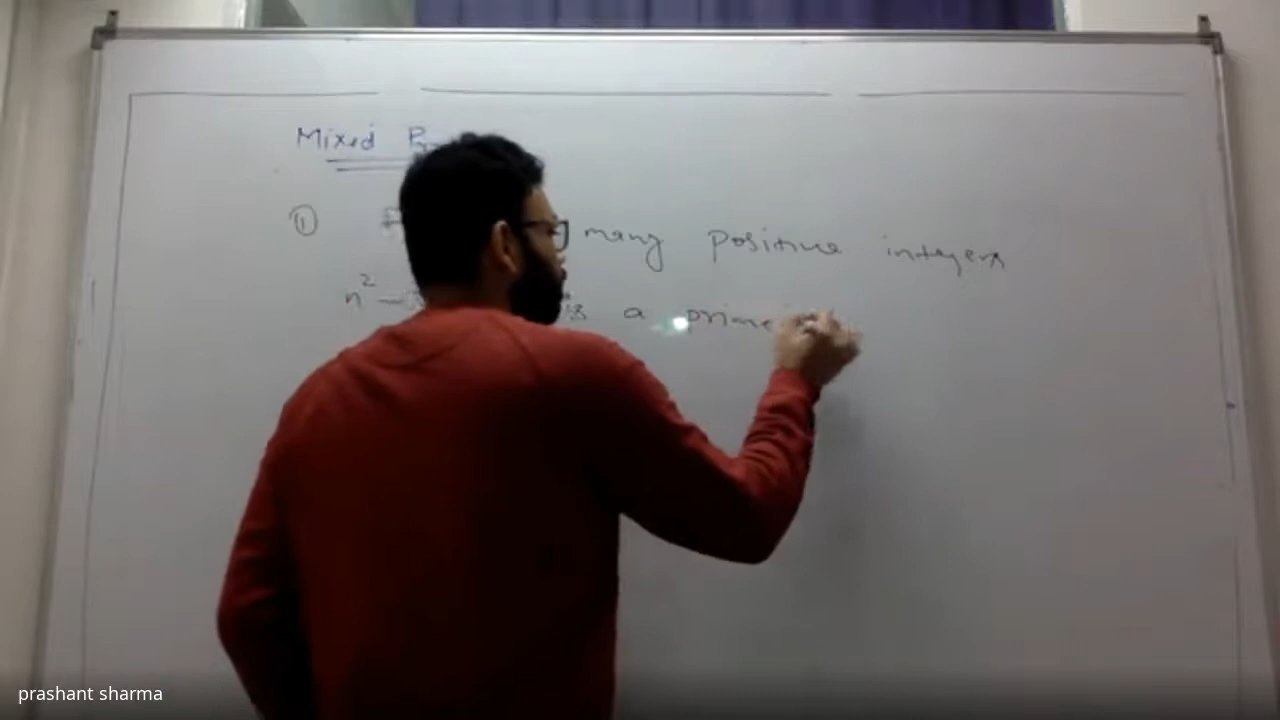 Mixed
① many positive integers
n² - is a prime
prashant sharma